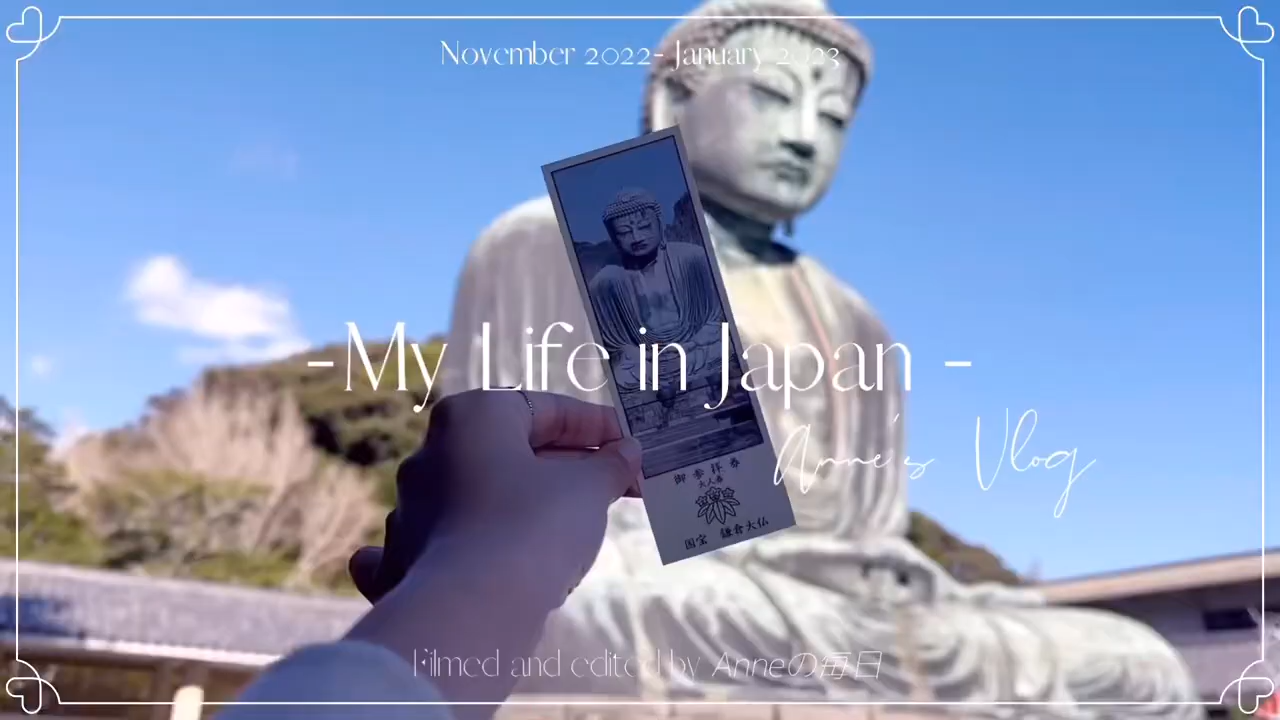 November 2022- January 2023
-My Life in Japan -
Anne's Vlog
御参拝券
大人券
国宝 鎌倉大仏
Filmed and edited by Anneの毎日